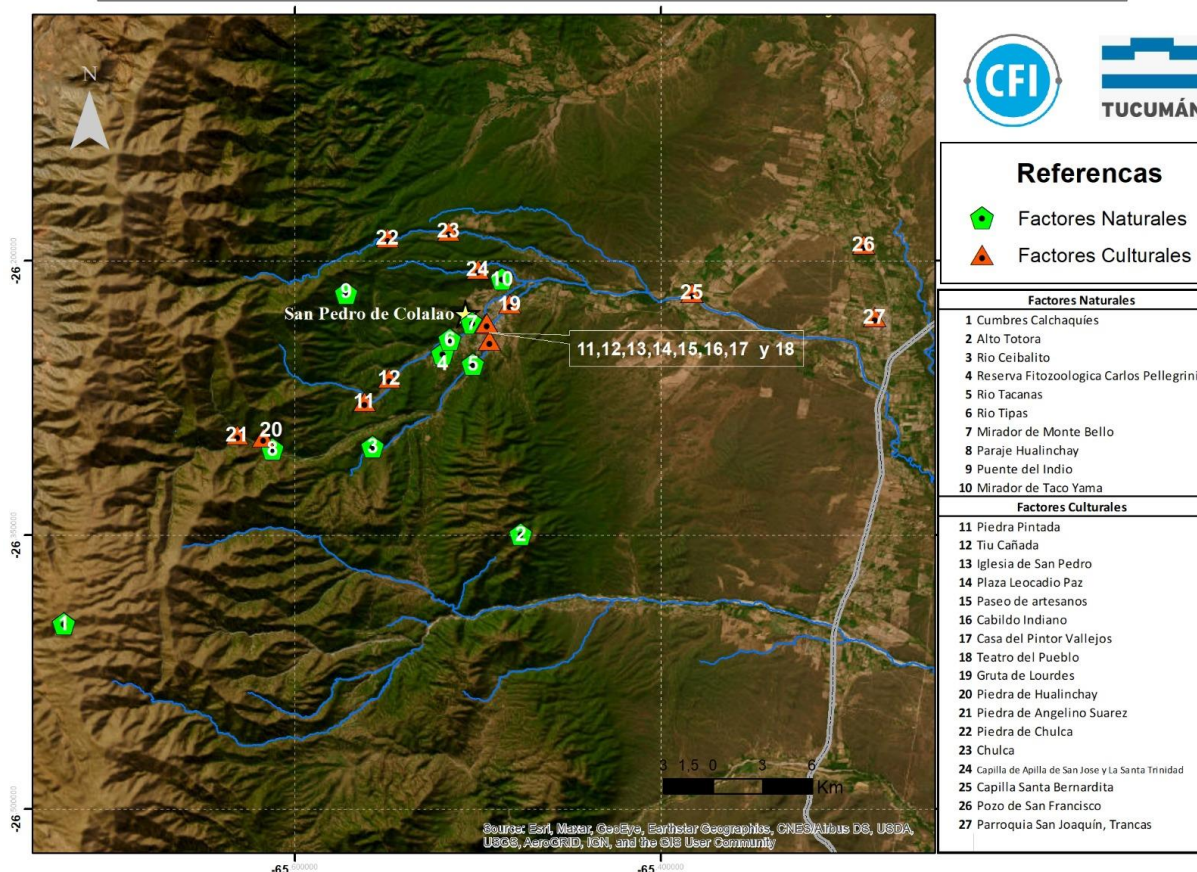 CFI
TUCUMÁN
N
22
23
26
24
10
9
25
19
San Pedro de Colalao
27
7
6
11,12,13,14,15,16,17 y 18
4
5
12
11
21
20
8
3
2
1
3 1,5 0 3 6
Km
Source: Esri, Maxar, GeoEye, Earthstar Geographics, CNES/Airbus DS, USDA,
USGS, AeroGRID, IGN, and the GIS User Community
-26,200000
-26,350000
-26,500000
-65,500000
-65,400000
Referencas
Factores Naturales
Factores Culturales
Factores Naturales
1 Cumbres Calchaquíes
2 Alto Totora
3 Rio Ceibalito
4 Reserva Fitozoologica Carlos Pellegrini
5 Rio Tacanas
6 Rio Tipas
7 Mirador de Monte Bello
8 Paraje Hualinchay
9 Puente del Indio
10 Mirador de Taco Yama
Factores Culturales
11 Piedra Pintada
12 Tiu Cañada
13 Iglesia de San Pedro
14 Plaza Leocadio Paz
15 Paseo de artesanos
16 Cabildo Indiano
17 Casa del Pintor Vallejos
18 Teatro del Pueblo
19 Gruta de Lourdes
20 Piedra de Hualinchay
21 Piedra de Angelino Suarez
22 Piedra de Chulca
23 Chulca
24 Capilla de Apilla de San Jose y La Santa Trinidad
25 Capilla Santa Bernardita
26 Pozo de San Francisco
27 Parroquia San Joaquín, Trancas